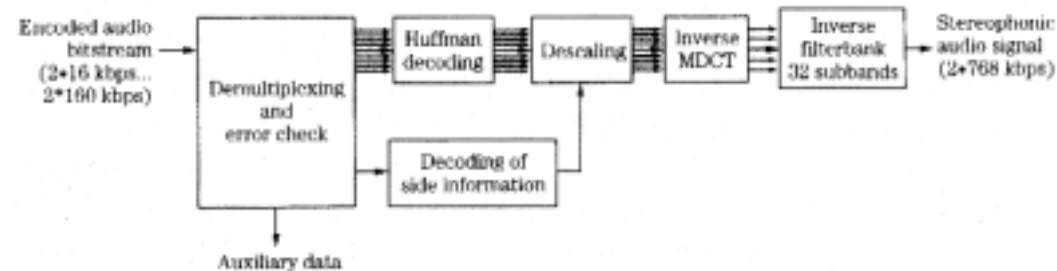 Encoded audio
bitstream
(2*16 kbps...
2*160 kbps)
Demultiplexing
and
error check
Huffman
decoding
Descaling
Inverse
MDCT
Inverse
filterbank
32 subbands
Stereophonic
audio signal
(2*768 kbps)
Decoding of
side information
Auxiliary data